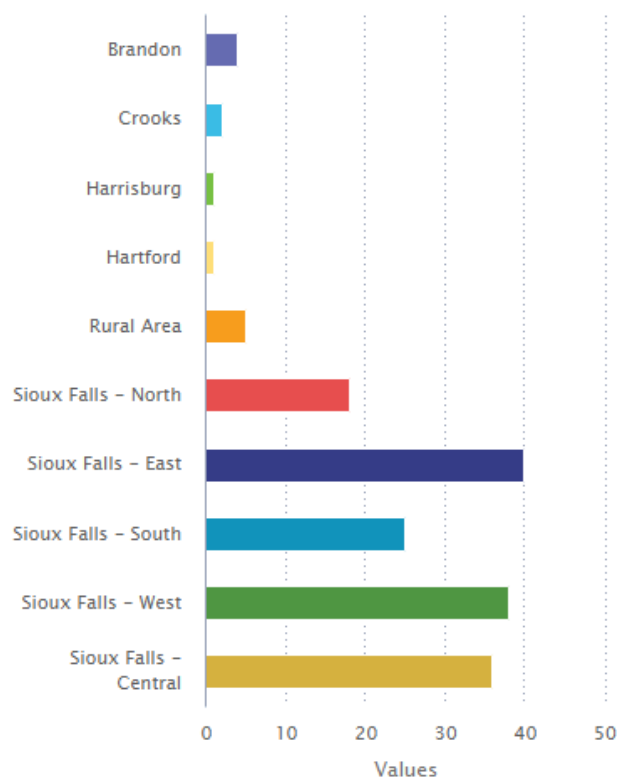 Brandon
Crooks
Harrisburg
Hartford
Rural Area
Sioux Falls - North
Sioux Falls - East
Sioux Falls - South
Sioux Falls - West
Sioux Falls -
Central
0 10 20 30 40 50
Values